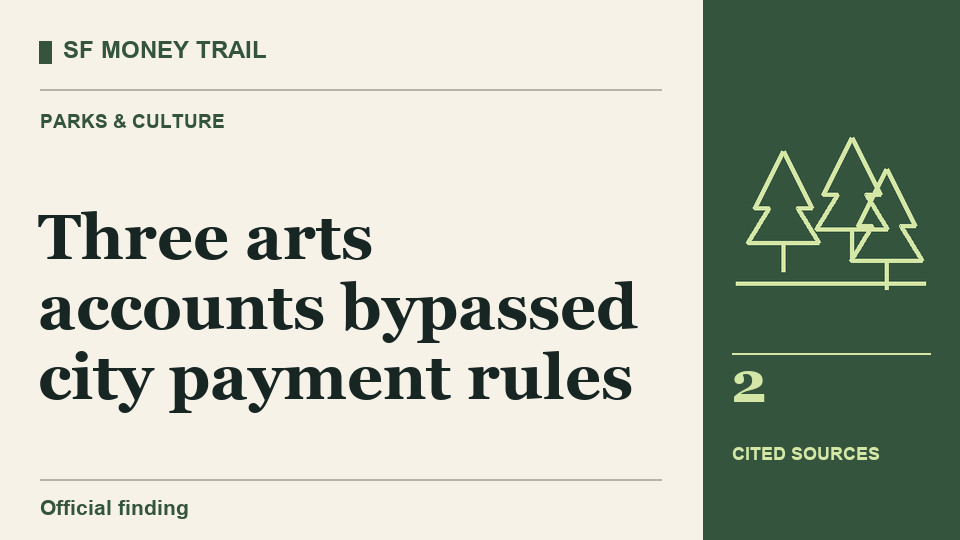 SF MONEY TRAIL
PARKS & CULTURE
Three arts
accounts bypassed
city payment rules
Official finding
2
CITED SOURCES